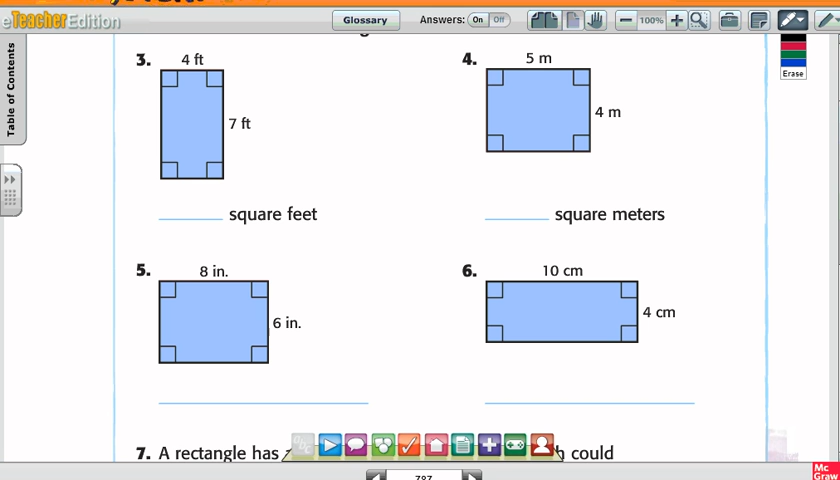 eTeacherEdition
Glossary
Answers: On Off
100%
Erase
Table of Contents
3. 4 ft
7 ft
square feet
4. 5 m
4 m
square meters
5. 8 in.
6 in.
6. 10 cm
4 cm
7. A rectangle has
could
787
Mc
Graw